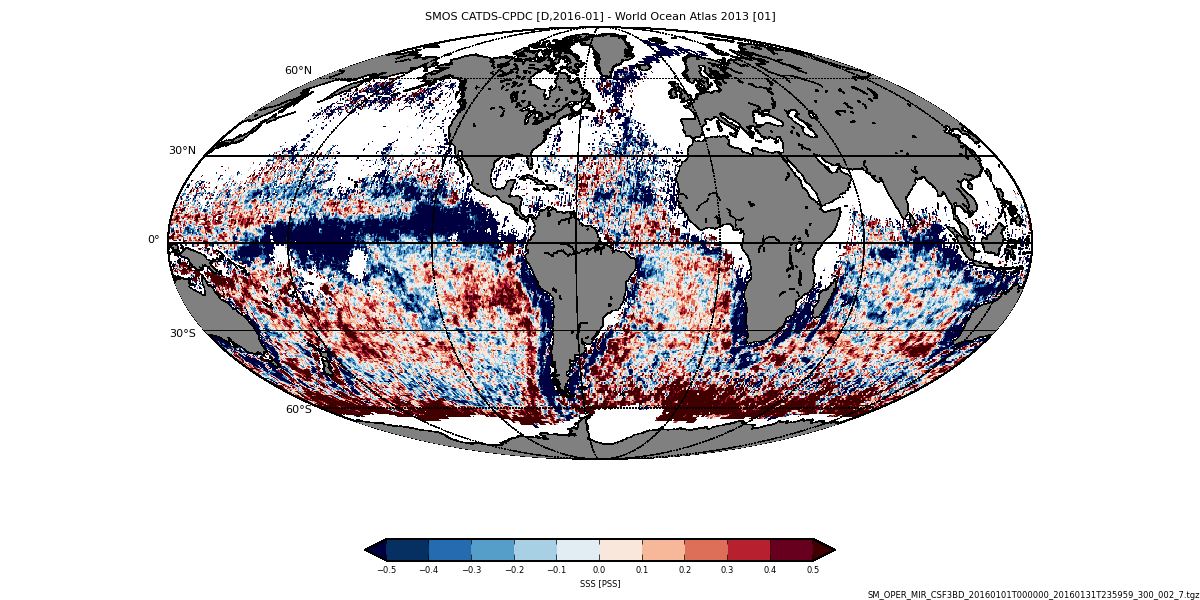 SMOS CATDS-CPDC [D,2016-01] - World Ocean Atlas 2013 [01]
60°N
30°N
0°
30°S
60°S
−0.5 −0.4 −0.3 −0.2 −0.1 0.0 0.1 0.2 0.3 0.4 0.5
SSS [PSS]
SM_OPER_MIR_CSF3BD_20160101T000000_20160131T235959_300_002_7.tgz